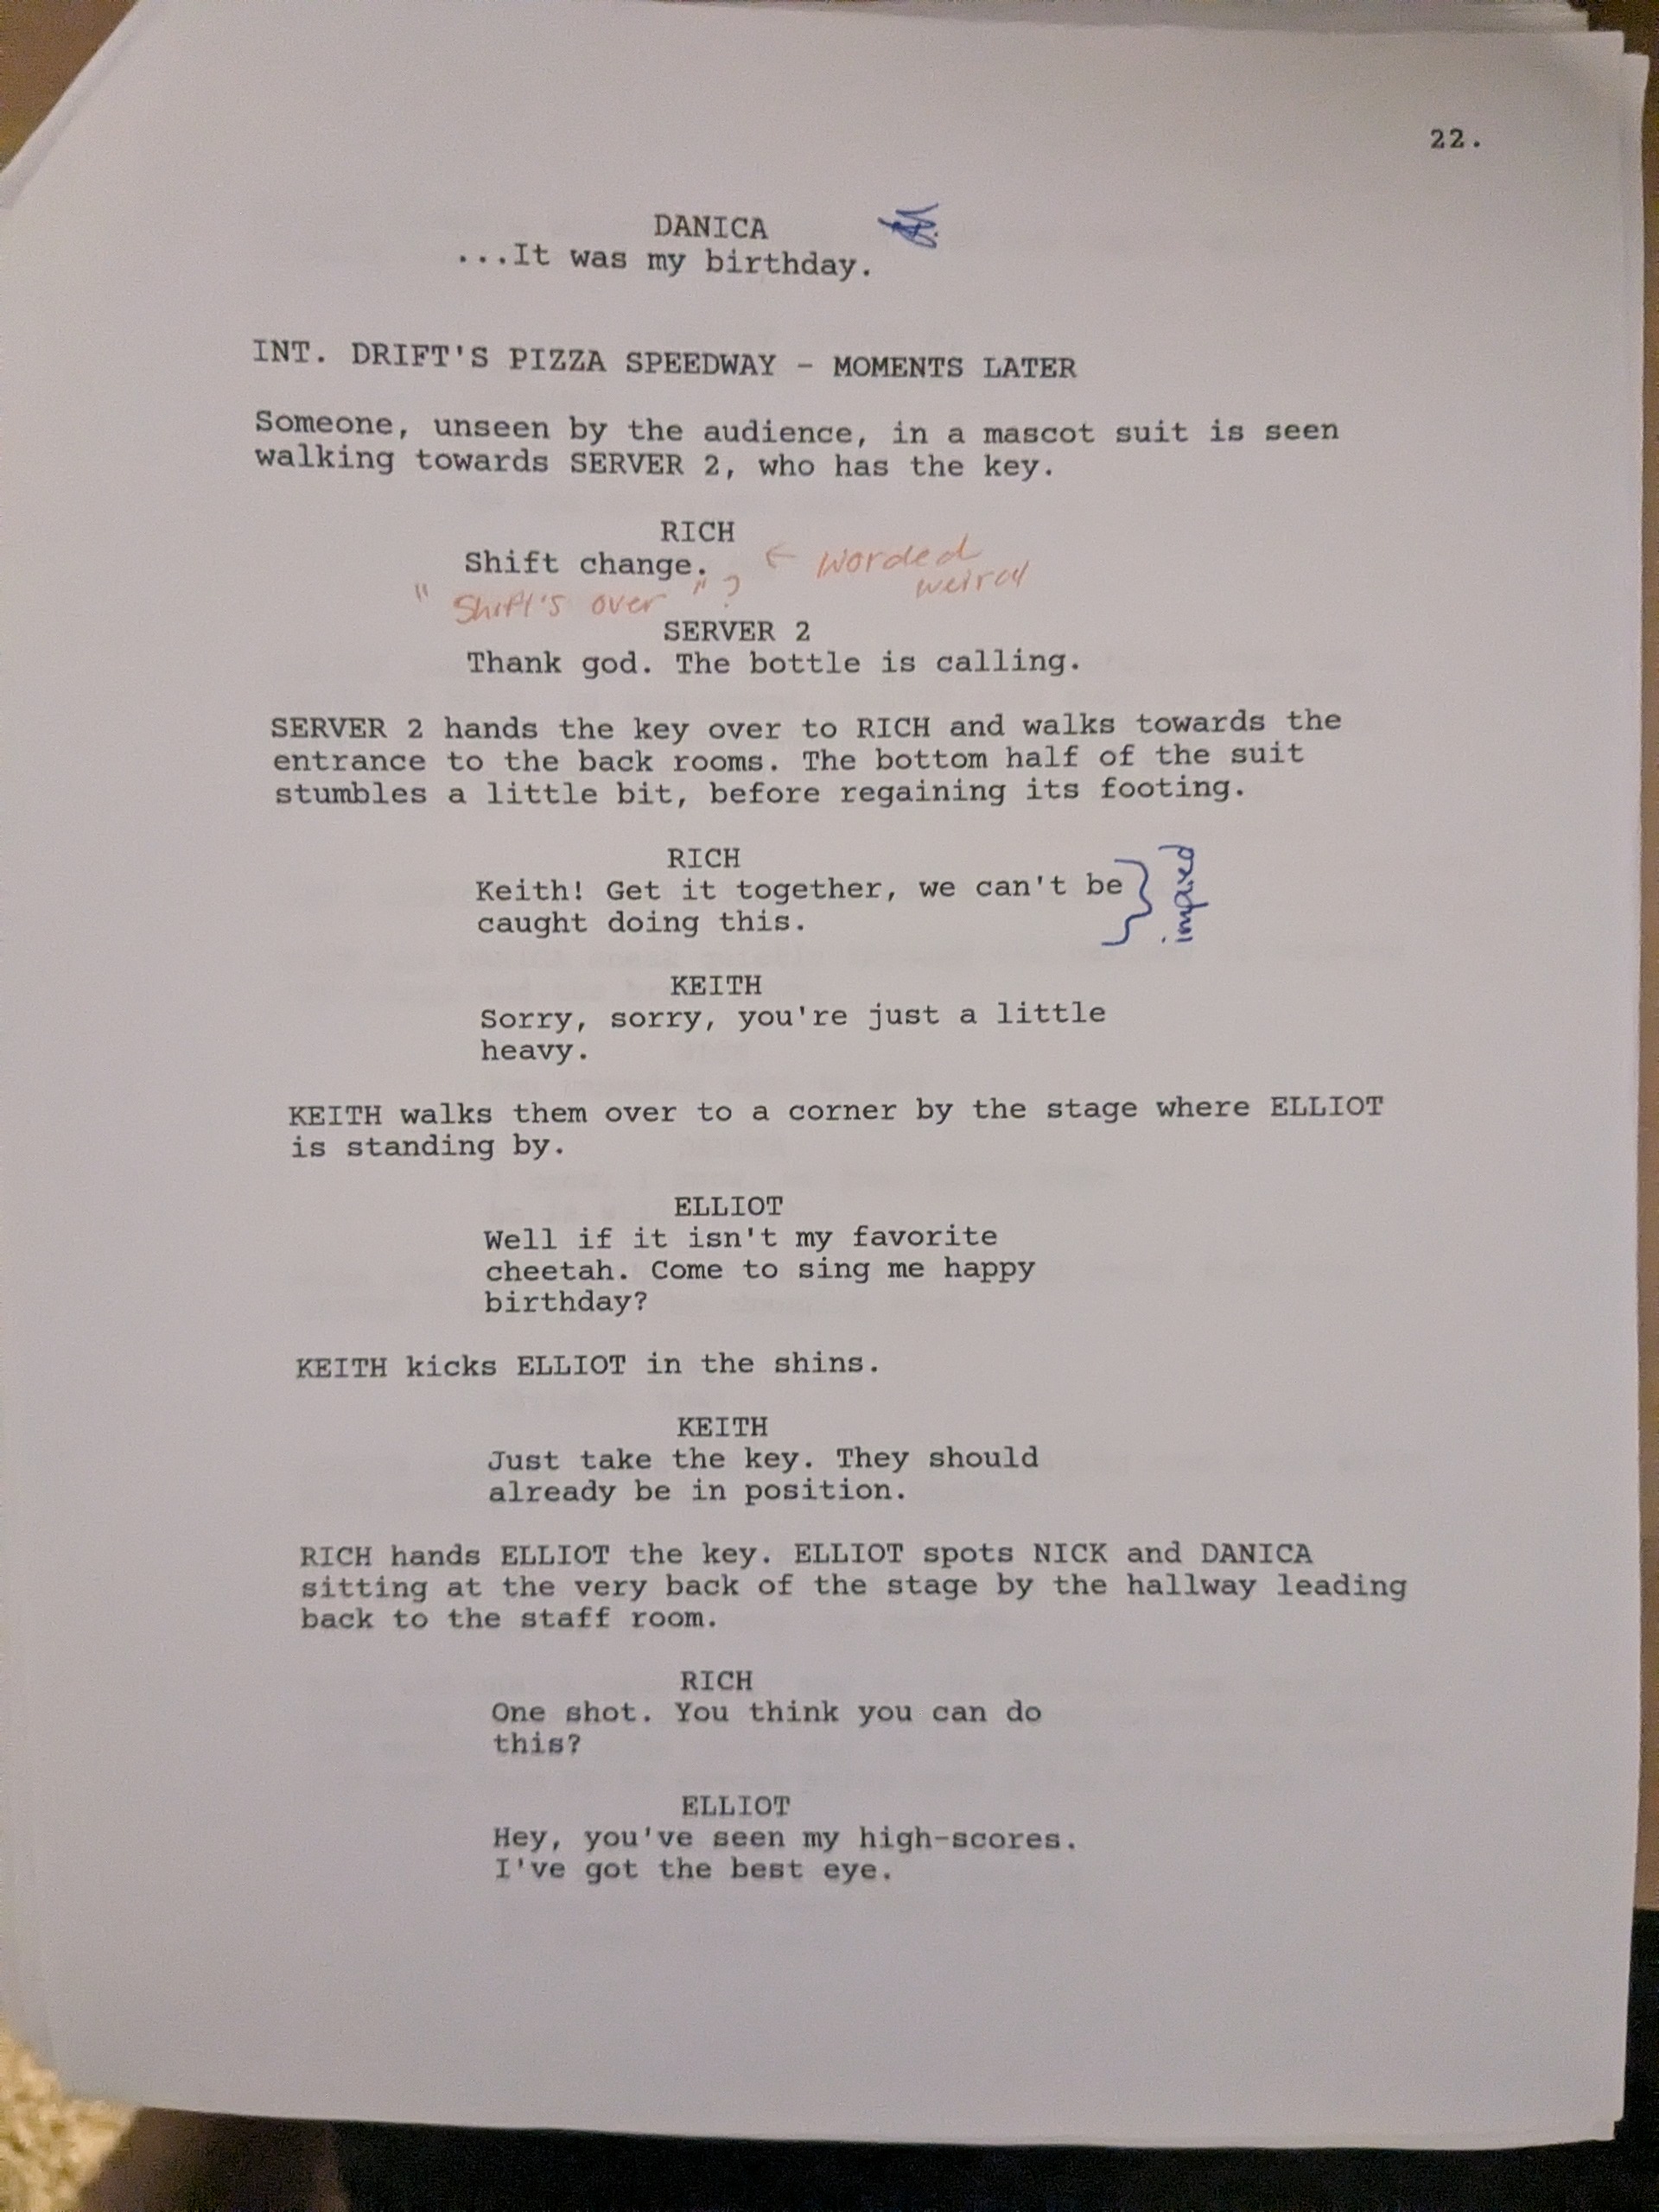 22.
DANICA
...It was my birthday.
INT. DRIFT'S PIZZA SPEEDWAY - MOMENTS LATER
Someone, unseen by the audience, in a mascot suit is seen
walking towards SERVER 2, who has the key.
RICH
Shift change. ← worded
weird
"Shift's over"?
SERVER 2
Thank god. The bottle is calling.
SERVER 2 hands the key over to RICH and walks towards the
entrance to the back rooms. The bottom half of the suit
stumbles a little bit, before regaining its footing.
RICH
Keith! Get it together, we can't be
caught doing this.
KEITH
Sorry, sorry, you're just a little
heavy.
KEITH walks them over to a corner by the stage where ELLIOT
is standing by.
ELLIOT
Well if it isn't my favorite
cheetah. Come to sing me happy
birthday?
KEITH kicks ELLIOT in the shins.
KEITH
Just take the key. They should
already be in position.
RICH hands ELLIOT the key. ELLIOT spots NICK and DANICA
sitting at the very back of the stage by the hallway leading
back to the staff room.
RICH
One shot. You think you can do
this?
ELLIOT
Hey, you've seen my high-scores.
I've got the best eye.